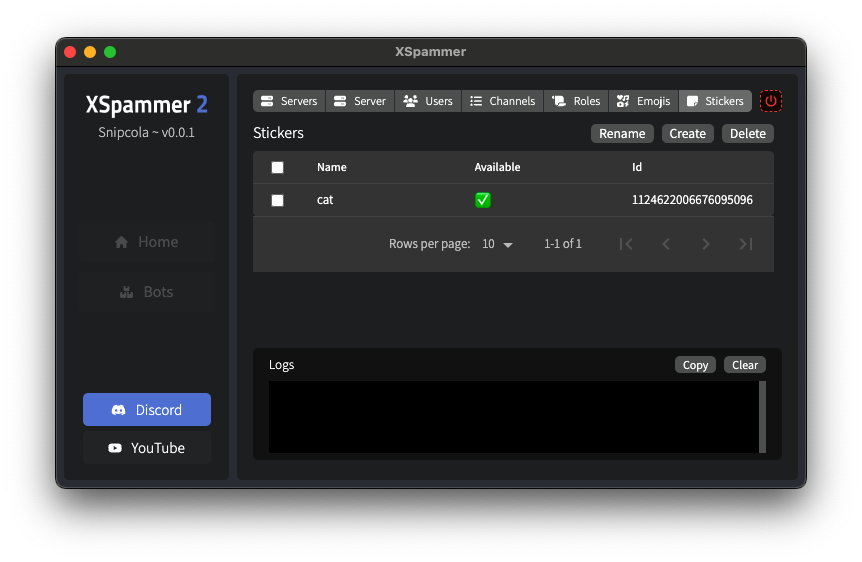 XSpammer
XSpammer 2
Snipcola ~ v0.0.1
Home
Bots
Discord
YouTube
Servers Server Users Channels Roles Emojis Stickers
Stickers Rename Create Delete
Name Available Id
cat 1124622006676095096
Rows per page: 10 1-1 of 1
Logs Copy Clear